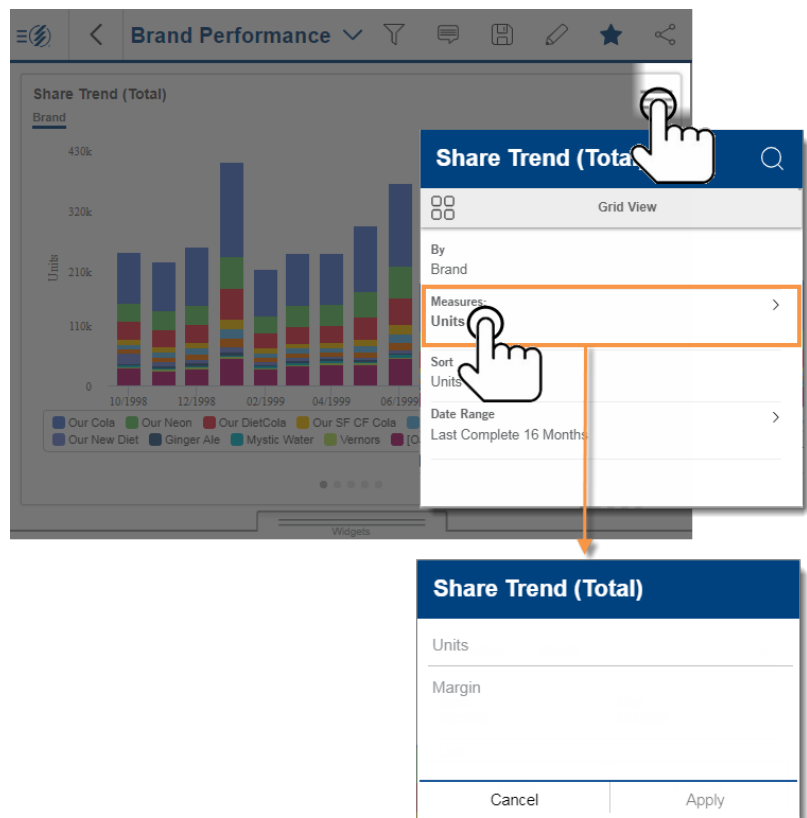 Brand Performance
Share Trend (Total)
Brand
430k
320k
210k
110k
0
Units
10/1998 12/1998 02/1999 04/1999 06/1999
Our Cola Our Neon Our DietCola Our SF CF Cola
Our New Diet Ginger Ale Mystic Water Vernors
Widgets
Share Trend (Tota
Grid View
By
Brand
Measures:
Units
Sort
Units
Date Range
Last Complete 16 Months
Share Trend (Total)
Units
Margin
Cancel Apply